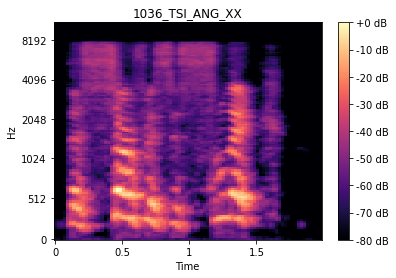 1036_TSI_ANG_XX
8192
4096
2048
1024
512
0
Hz
0
0.5
1
1.5
Time
+0 dB
-10 dB
-20 dB
-30 dB
-40 dB
-50 dB
-60 dB
-70 dB
-80 dB